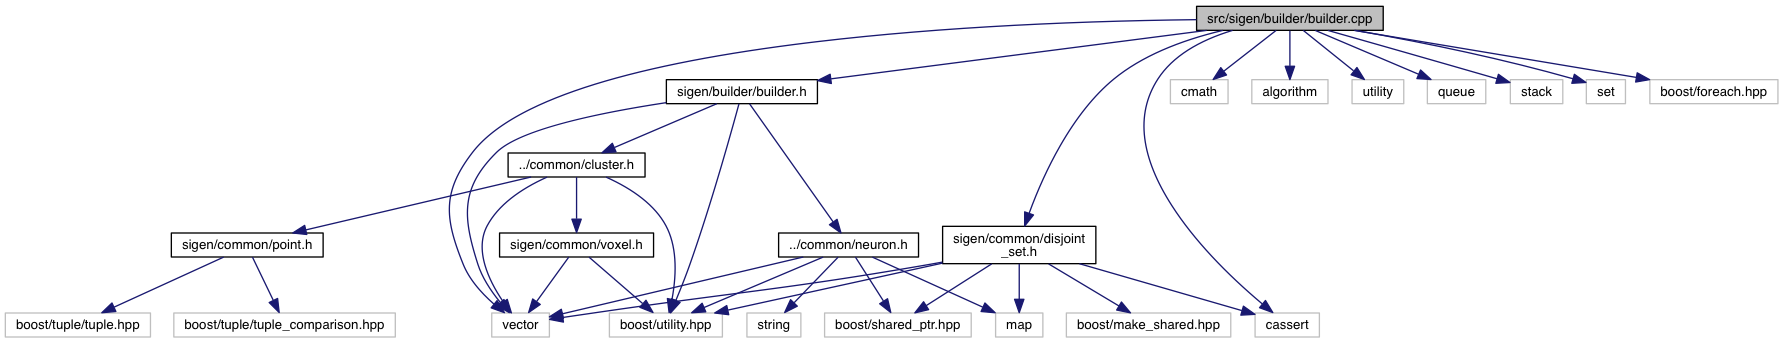 src/sigen/builder/builder.cpp
sigen/builder/builder.h
cmath
algorithm
utility
queue
stack
set
boost/foreach.hpp
../common/cluster.h
sigen/common/point.h
sigen/common/voxel.h
../common/neuron.h
sigen/common/disjoint
_set.h
boost/tuple/tuple.hpp
boost/tuple/tuple_comparison.hpp
vector
boost/utility.hpp
string
boost/shared_ptr.hpp
map
boost/make_shared.hpp
cassert